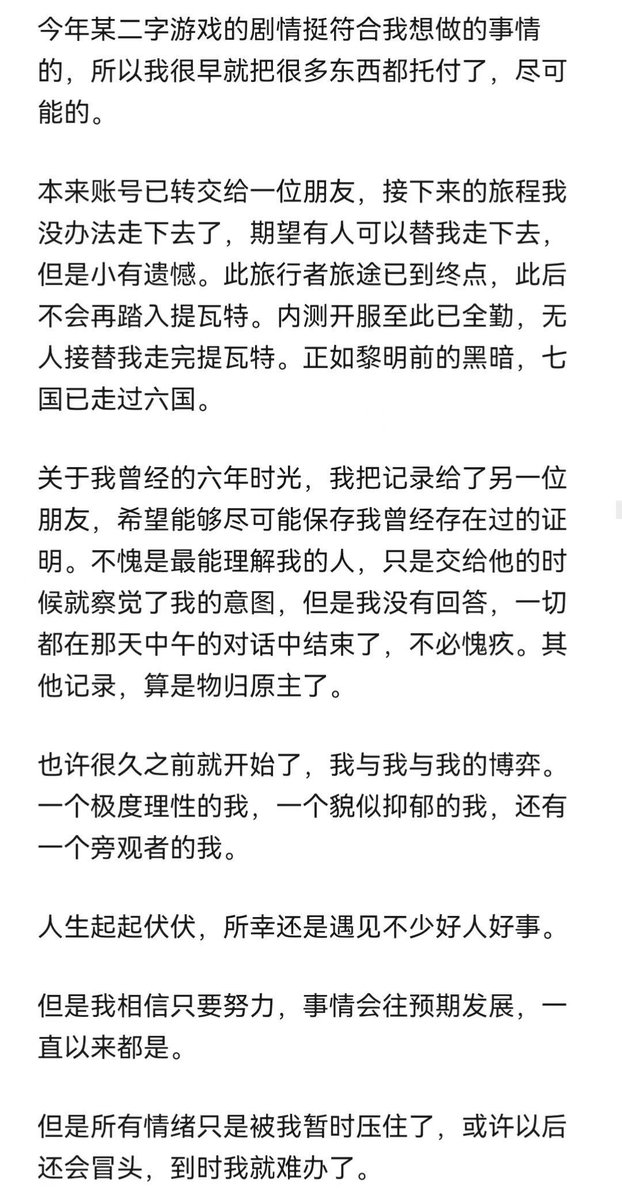 今年某二字游戏的剧情挺符合我想做的事情
的，所以我很早就把很多东西都托付了，尽可
能的。
本来账号已转交给一位朋友，接下来的旅程我
没办法走下去了，期望有人可以替我走下去，
但是小有遗憾。此旅行者旅途已到终点，此后
不会再踏入提瓦特。内测开服至此已全勤，无
人接替我走完提瓦特。正如黎明前的黑暗，七
国已走过六国。
关于我曾经的六年时光，我把记录给了另一位
朋友，希望能够尽可能保存我曾经存在过的证
明。不愧是最能理解我的人，只是交给他的时
候就察觉了我的意图，但是我没有回答，一切
都在那天中午的对话中结束了，不必愧疚。其
他记录，算是物归原主了。
也许很久之前就开始了，我与我与我的博弈。
一个极度理性的我，一个貌似抑郁的我，还有
一个旁观者的我。
人生起起伏伏，所幸还是遇见不少好人好事。
但是我相信只要努力，事情会往预期发展，一
直以来都是。
但是所有情绪只是被我暂时压住了，或许以后
还会冒头，到时我就难办了。